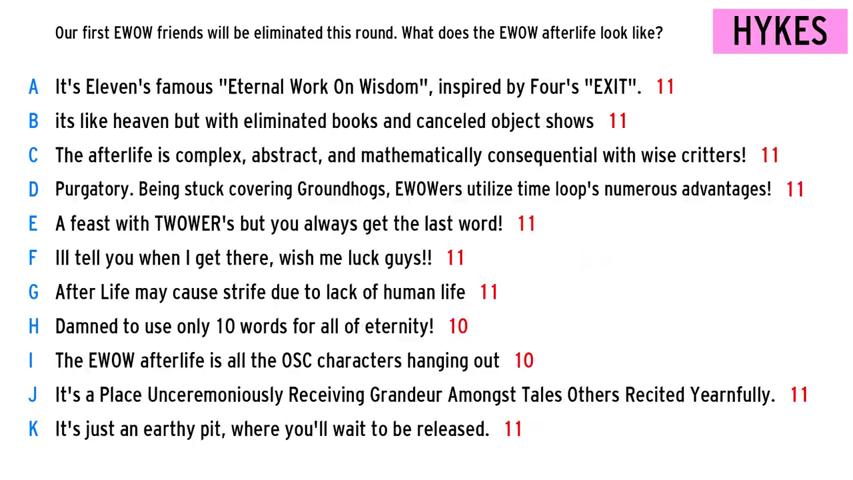 Our first EWOW friends will be eliminated this round. What does the EWOW afterlife look like?
HYKES
A It's Eleven's famous "Eternal Work On Wisdom", inspired by Four's "EXIT". 11
B its like heaven but with eliminated books and canceled object shows 11
C The afterlife is complex, abstract, and mathematically consequential with wise critters! 11
D Purgatory. Being stuck covering Groundhogs, EWOWers utilize time loop's numerous advantages! 11
E A feast with TWOWER's but you always get the last word! 11
F Ill tell you when I get there, wish me luck guys!! 11
G After Life may cause strife due to lack of human life 11
H Damned to use only 10 words for all of eternity! 10
I The EWOW afterlife is all the OSC characters hanging out 10
J It's a Place Unceremoniously Receiving Grandeur Amongst Tales Others Recited Yearnfully. 11
K It's just an earthy pit, where you'll wait to be released. 11